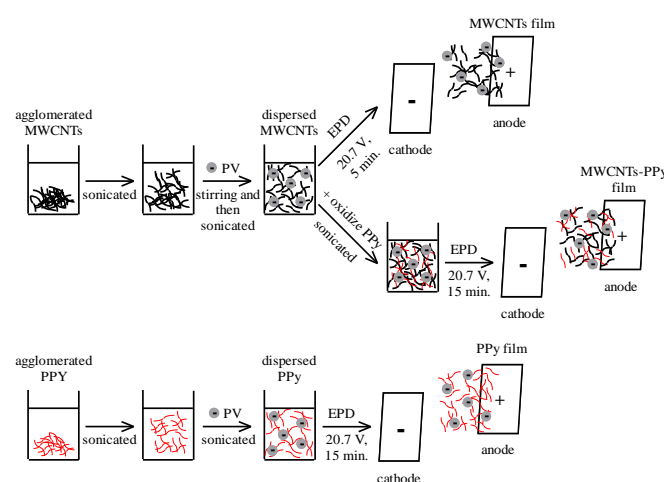 MWCNTs film
-
+
cathode
anode
agglomerated
MWCNTs
sonicated
- PV
stirring and
then
sonicated
dispersed
MWCNTs
EPD
20.7 V,
5 min.
+ oxidize PPy
sonicated
EPD
20.7 V,
15 min.
-
cathode
MWCNTs-PPy
film
+
anode
agglomerated
PPY
sonicated
- PV
sonicated
dispersed
PPy
EPD
20.7 V,
15 min.
-
cathode
PPy film
+
anode